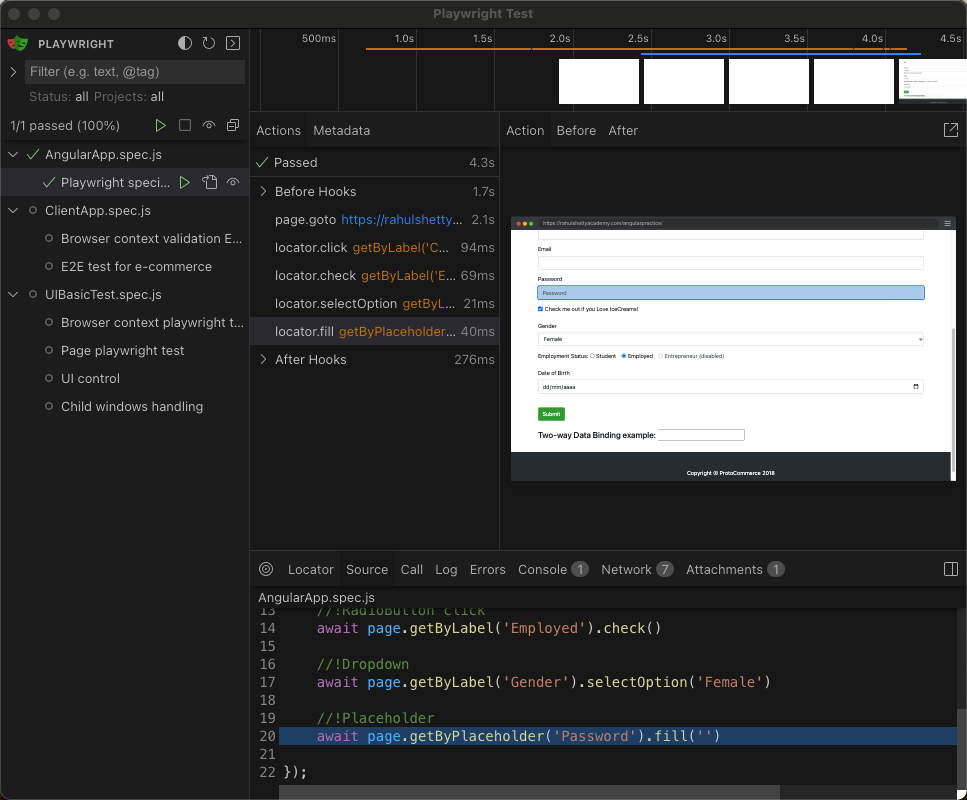 Playwright Test
PLAYWRIGHT
Filter (e.g. text, @tag)
Status: all Projects: all
1/1 passed (100%)
AngularApp.spec.js
Playwright speci...
ClientApp.spec.js
Browser context validation E...
E2E test for e-commerce
UIBasicTest.spec.js
Browser context playwright t...
Page playwright test
UI control
Child windows handling
500ms 1.0s 1.5s 2.0s 2.5s 3.0s 3.5s 4.0s 4.5s
Actions Metadata
Passed 4.3s
Before Hooks 1.7s
page.goto https://rahulshetty... 2.1s
locator.click getByLabel('C... 94ms
locator.check getByLabel('E... 69ms
locator.selectOption getByL... 21ms
locator.fill getByPlaceholder... 40ms
After Hooks 276ms
Action Before After
https://rahulshettyacademy.com/angularpractice/
Email
Password
Password
Check me out if you Love IceCreams!
Gender
Female
Employment Status: Student Employed Entrepreneur (disabled)
Date of Birth
dd/mm/aaaa
Submit
Two-way Data Binding example:
Copyright © ProtoCommerce 2018
Locator Source Call Log Errors Console 1 Network 7 Attachments 1
AngularApp.spec.js
13 //!RadioButton click
14 await page.getByLabel('Employed').check()
15
16 //!Dropdown
17 await page.getByLabel('Gender').selectOption('Female')
18
19 //!Placeholder
20 await page.getByPlaceholder('Password').fill('')
21
22 });